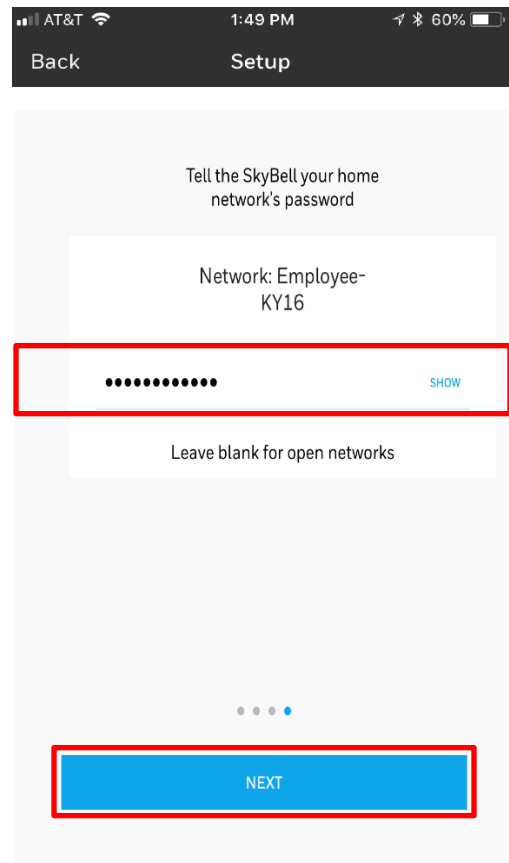 AT&T 1:49 PM 60%
Back Setup
Tell the SkyBell your home
network's password
Network: Employee-
KY16
•••••••••••• SHOW
Leave blank for open networks
NEXT